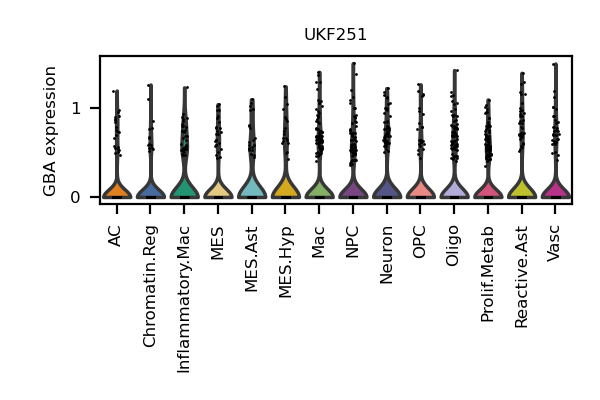 UKF251
GBA expression
1
0
AC
Chromatin.Reg
Inflammatory.Mac
MES
MES.Ast
MES.Hyp
Mac
NPC
Neuron
OPC
Oligo
Prolif.Metab
Reactive.Ast
Vasc